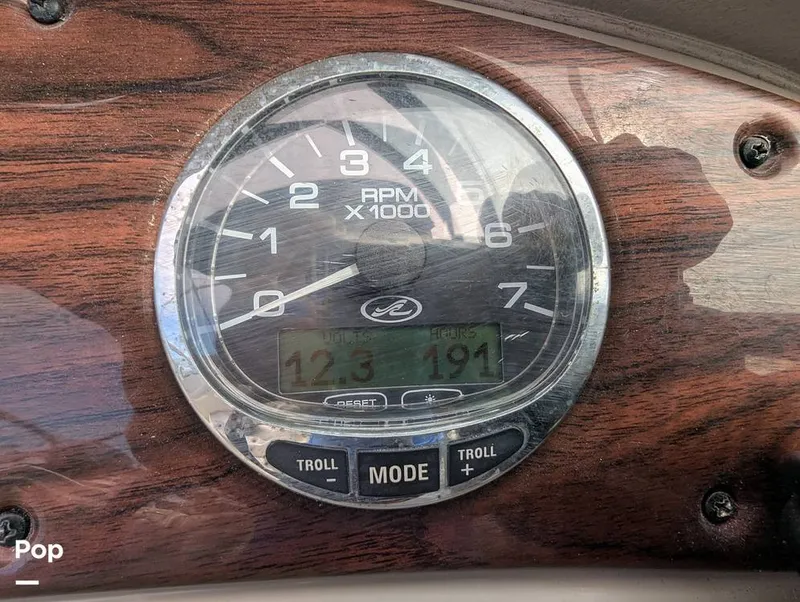 0
1
2
3
4
5
6
7
RPM
X1000
VOLTS HOURS
12.3 191
RESET
TROLL
-
MODE
TROLL
+
Pop